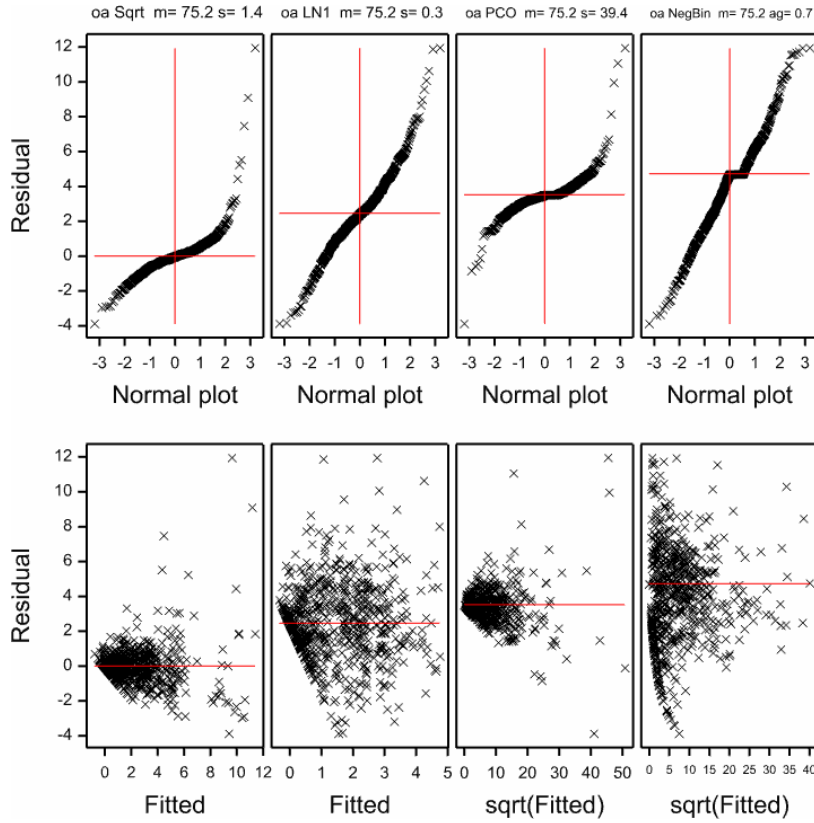 oa Sqrt m= 75.2 s= 1.4 oa LN1 m= 75.2 s= 0.3 oa PCO m= 75.2 s= 39.4 oa NegBin m= 75.2 ag= 0.7
Residual
12
10
8
6
4
2
0
-2
-4
-3 -2 -1 0 1 2 3 -3 -2 -1 0 1 2 3 -3 -2 -1 0 1 2 3 -3 -2 -1 0 1 2 3
Normal plot Normal plot Normal plot Normal plot
Residual
12
10
8
6
4
2
0
-2
-4
0 2 4 6 8 10 12 0 1 2 3 4 5 0 10 20 30 40 50 0 5 10 15 20 25 30 35 40
Fitted Fitted sqrt(Fitted) sqrt(Fitted)